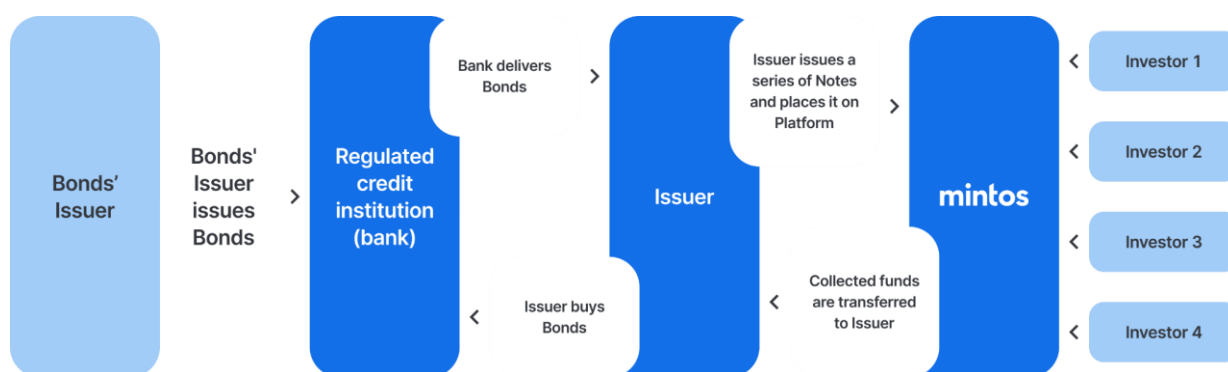 Bonds’
Issuer
Bonds'
Issuer
issues
Bonds
Regulated
credit
institution
(bank)
Bank delivers
Bonds
Issuer buys
Bonds
Issuer
Issuer issues a
series of Notes
and places it on
Platform
Collected funds
are transferred
to Issuer
mintos
Investor 1
Investor 2
Investor 3
Investor 4